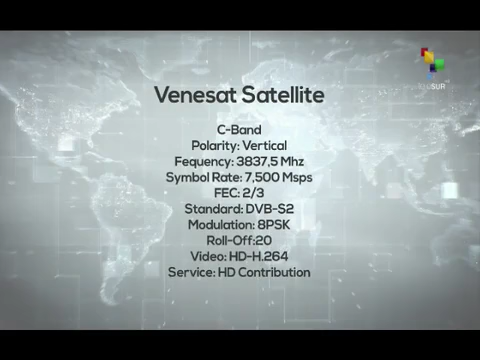 teleSUR
Venesat Satellite
C-Band
Polarity: Vertical
Fequency: 3837,5 Mhz
Symbol Rate: 7,500 Msps
FEC: 2/3
Standard: DVB-S2
Modulation: 8PSK
Roll-Off:20
Video: HD-H.264
Service: HD Contribution